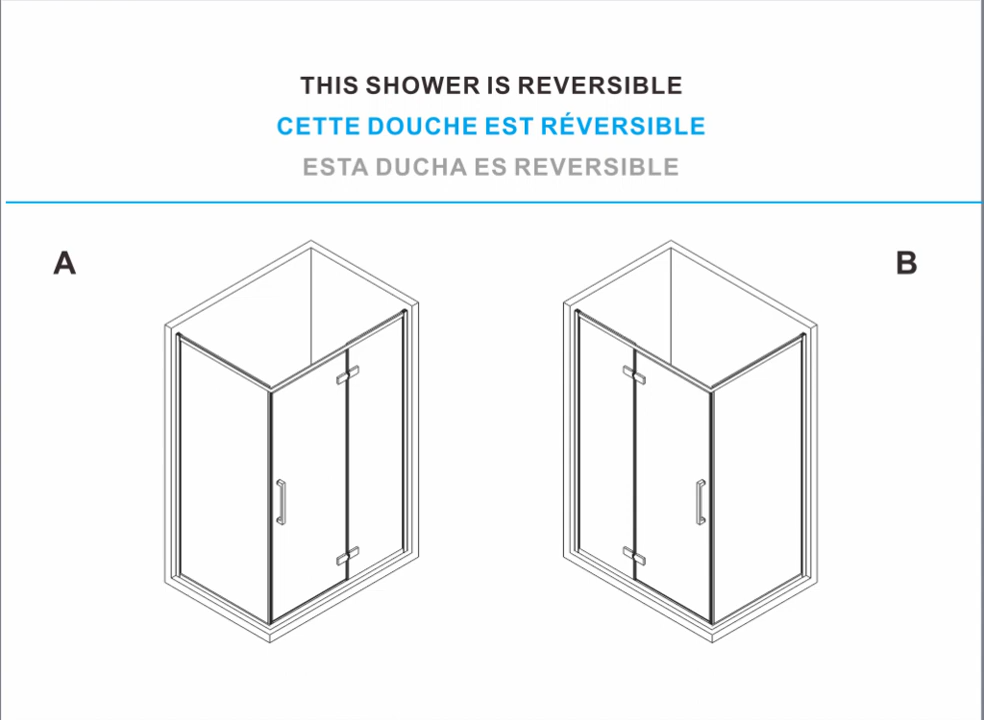 THIS SHOWER IS REVERSIBLE
CETTE DOUCHE EST RÉVERSIBLE
ESTA DUCHA ES REVERSIBLE
A
B